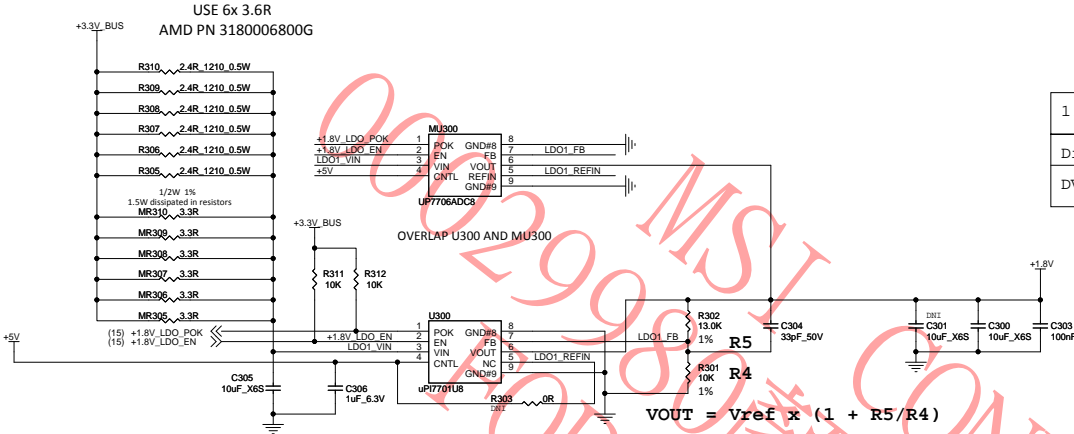 USE 6x 3.6R
AMD PN 3180006800G
+3.3V_BUS
R310 2.4R_1210_0.5W
R309 2.4R_1210_0.5W
R308 2.4R_1210_0.5W
R307 2.4R_1210_0.5W
R306 2.4R_1210_0.5W
R305 2.4R_1210_0.5W
1/2W 1%
1.5W dissipated in resistors
MR310 3.3R
MR309 3.3R
MR308 3.3R
MR307 3.3R
MR306 3.3R
MR305 3.3R
MU300
+1.8V_LDO_POK 1 POK GND#8 8
+1.8V_LDO_EN 2 EN FB 7 LDO1_FB
LDO1_VIN 3 VIN VOUT 6
+5V 4 CNTL REFIN 5 LDO1_REFIN
GND#9 9
UP7706ADC8
OVERLAP U300 AND MU300
+3.3V_BUS
R311
10K
R312
10K
(15) +1.8V_LDO_POK
(15) +1.8V_LDO_EN
+5V
U300
1 POK GND#8 8
+1.8V_LDO_EN 2 EN FB 7 LDO1_FB
LDO1_VIN 3 VIN VOUT 6
4 CNTL NC 5 LDO1_REFIN
GND#9 9
uPI7701U8
R303 0R
DNI
C305
10uF_X6S
C306
1uF_6.3V
R302
13.0K
1%
R5
R301
10K
1%
R4
C304
33pF_50V
VOUT = Vref x (1 + R5/R4)
+1.8V
DNI
C301
10uF_X6S
C300
10uF_X6S
C303
100nF
1
MSI
000299802